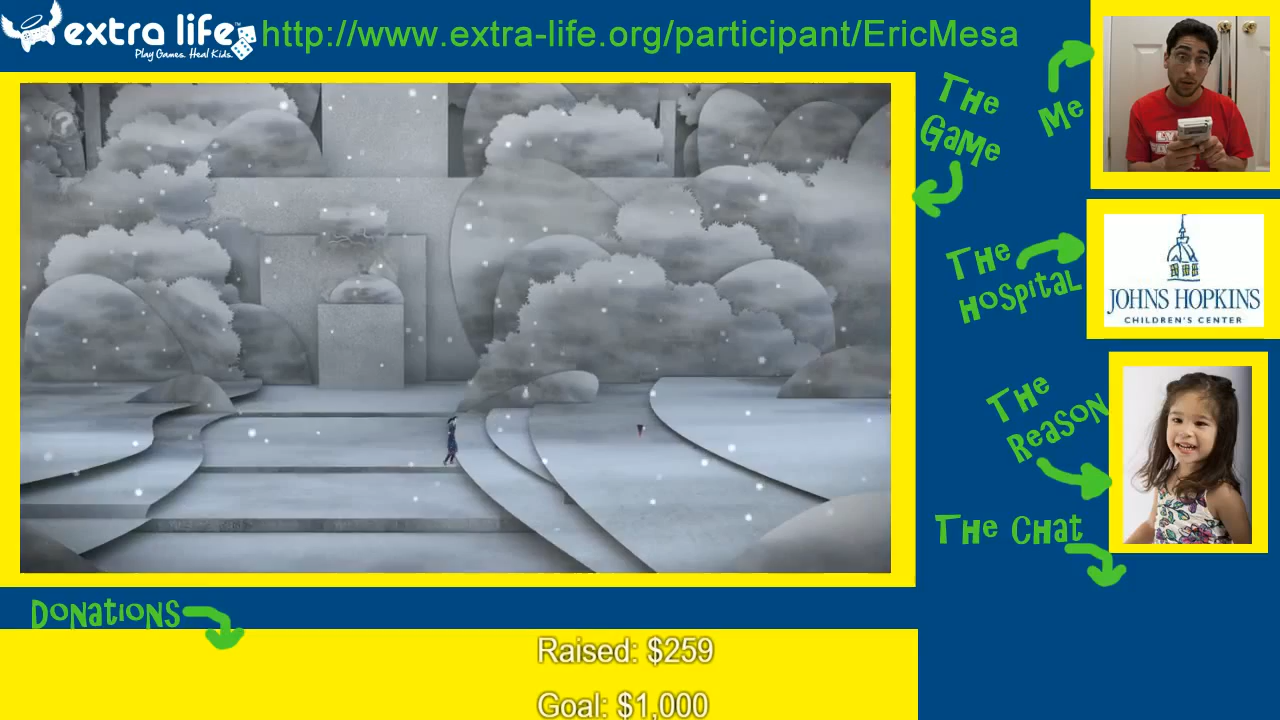 extra life
Play Games. Heal Kids.
http://www.extra-life.org/participant/EricMesa
The
Game
Me
The
Hospital
JOHNS HOPKINS
CHILDREN'S CENTER
The
Reason
The Chat
Donations
Raised: $259
Goal: $1,000
?